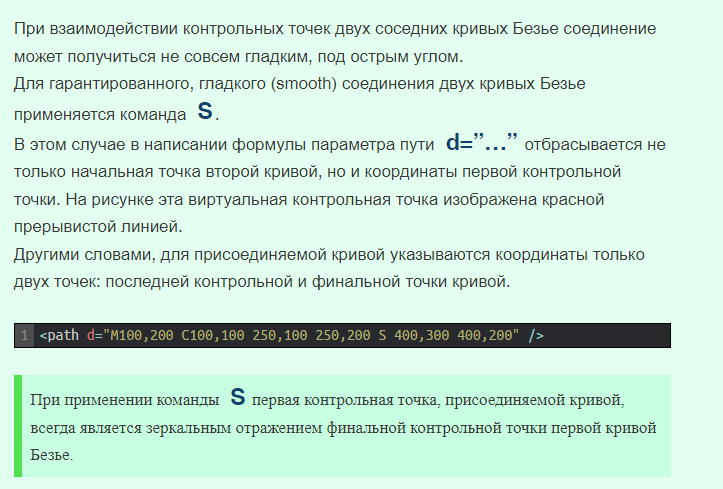 При взаимодействии контрольных точек двух соседних кривых Безье соединение
может получиться не совсем гладким, под острым углом.
Для гарантированного, гладкого (smooth) соединения двух кривых Безье
применяется команда S.
В этом случае в написании формулы параметра пути d=”…” отбрасывается не
только начальная точка второй кривой, но и координаты первой контрольной
точки. На рисунке эта виртуальная контрольная точка изображена красной
прерывистой линией.
Другими словами, для присоединяемой кривой указываются координаты только
двух точек: последней контрольной и финальной точки кривой.
1 <path d="M100,200 C100,100 250,100 250,200 S 400,300 400,200" />
При применении команды S первая контрольная точка, присоединяемой кривой,
всегда является зеркальным отражением финальной контрольной точки первой кривой
Безье.